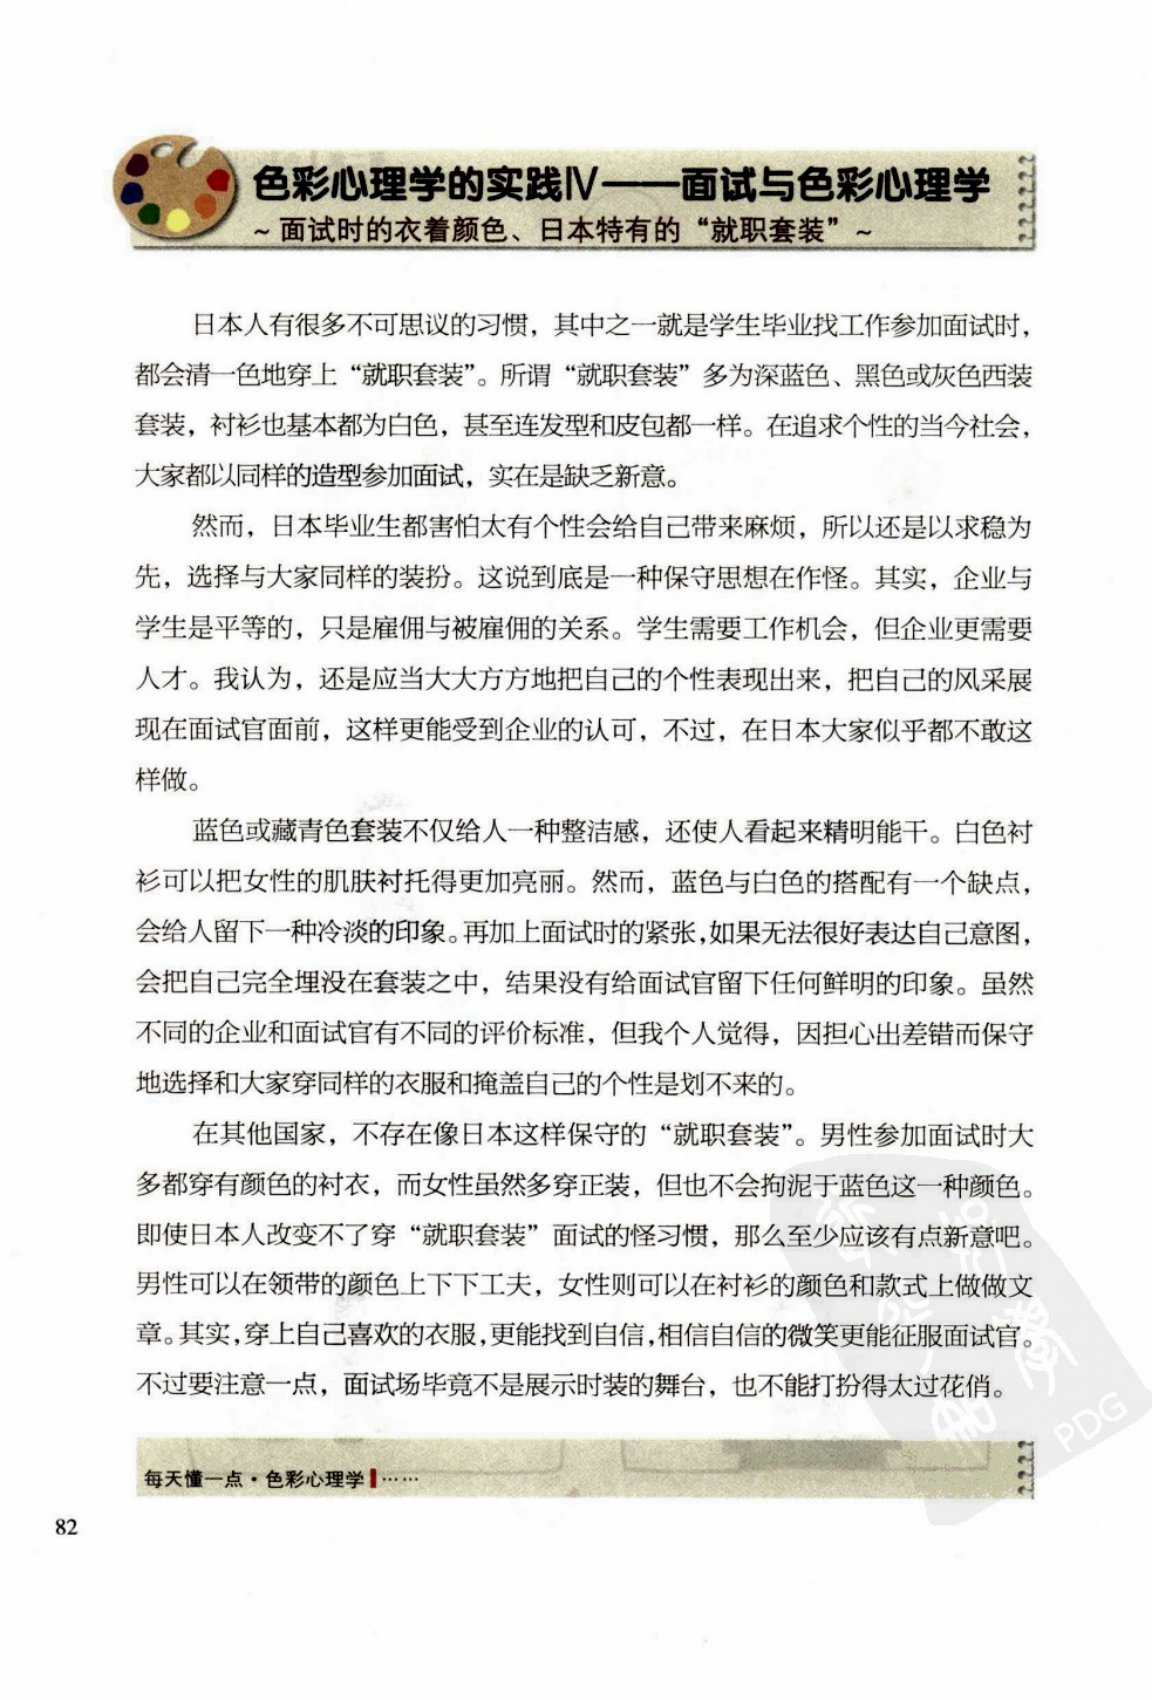 色彩心理学的实践Ⅳ——面试与色彩心理学
~面试时的衣着颜色、日本特有的“就职套装”~
日本人有很多不可思议的习惯，其中之一就是学生毕业找工作参加面试时，
都会清一色地穿上“就职套装”。所谓“就职套装”多为深蓝色、黑色或灰色西装
套装，衬衫也基本都为白色，甚至连发型和皮包都一样。在追求个性的当今社会，
大家都以同样的造型参加面试，实在是缺乏新意。
然而，日本毕业生都害怕太有个性会给自己带来麻烦，所以还是以求稳为
先，选择与大家同样的装扮。这说到底是一种保守思想在作怪。其实，企业与
学生是平等的，只是雇佣与被雇佣的关系。学生需要工作机会，但企业更需要
人才。我认为，还是应当大大方方地把自己的个性表现出来，把自己的风采展
现在面试官面前，这样更能受到企业的认可，不过，在日本大家似乎都不敢这
样做。
蓝色或藏青色套装不仅给人一种整洁感，还使人看起来精明能干。白色衬
衫可以把女性的肌肤衬托得更加亮丽。然而，蓝色与白色的搭配有一个缺点，
会给人留下一种冷淡的印象。再加上面试时的紧张，如果无法很好表达自己意图，
会把自己完全埋没在套装之中，结果没有给面试官留下任何鲜明的印象。虽然
不同的企业和面试官有不同的评价标准，但我个人觉得，因担心出差错而保守
地选择和大家穿同样的衣服和掩盖自己的个性是划不来的。
在其他国家，不存在像日本这样保守的“就职套装”。男性参加面试时大
多都穿有颜色的衬衣，而女性虽然多穿正装，但也不会拘泥于蓝色这一种颜色。
即使日本人改变不了穿“就职套装”面试的怪习惯，那么至少应该有点新意吧。
男性可以在领带的颜色上下下工夫，女性则可以在衬衫的颜色和款式上做做文
章。其实，穿上自己喜欢的衣服，更能找到自信，相信自信的微笑更能征服面试官。
不过要注意一点，面试场毕竟不是展示时装的舞台，也不能打扮得太过花俏。
PDG
每天懂一点·色彩心理学 ……
82